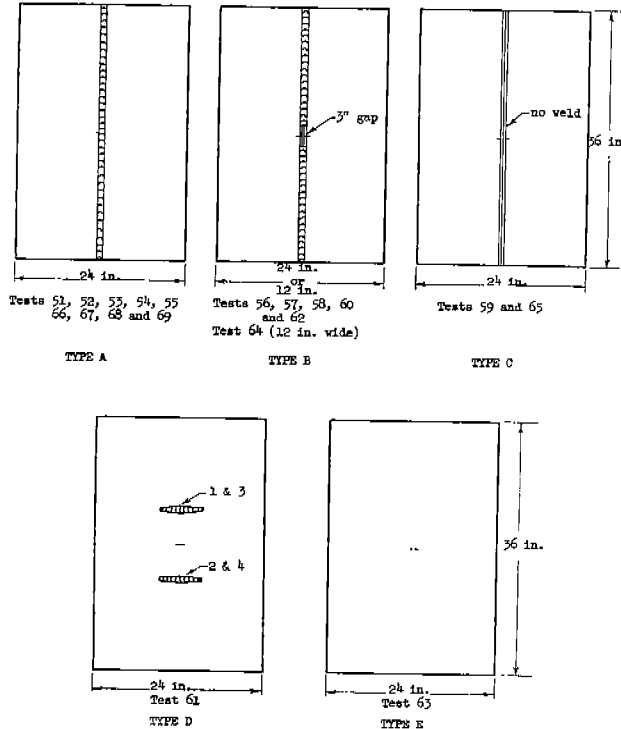 3" gap
no weld
36 in.
24 in.
24 in.
or
12 in.
24 in.
Tests 51, 52, 53, 54, 55
66, 67, 68 and 69
Tests 56, 57, 58, 60
and 62
Test 64 (12 in. wide)
Tests 59 and 65
TYPE A
TYPE B
TYPE C
1 & 3
2 & 4
36 in.
24 in.
Test 61
TYPE D
24 in.
Test 63
TYPE E